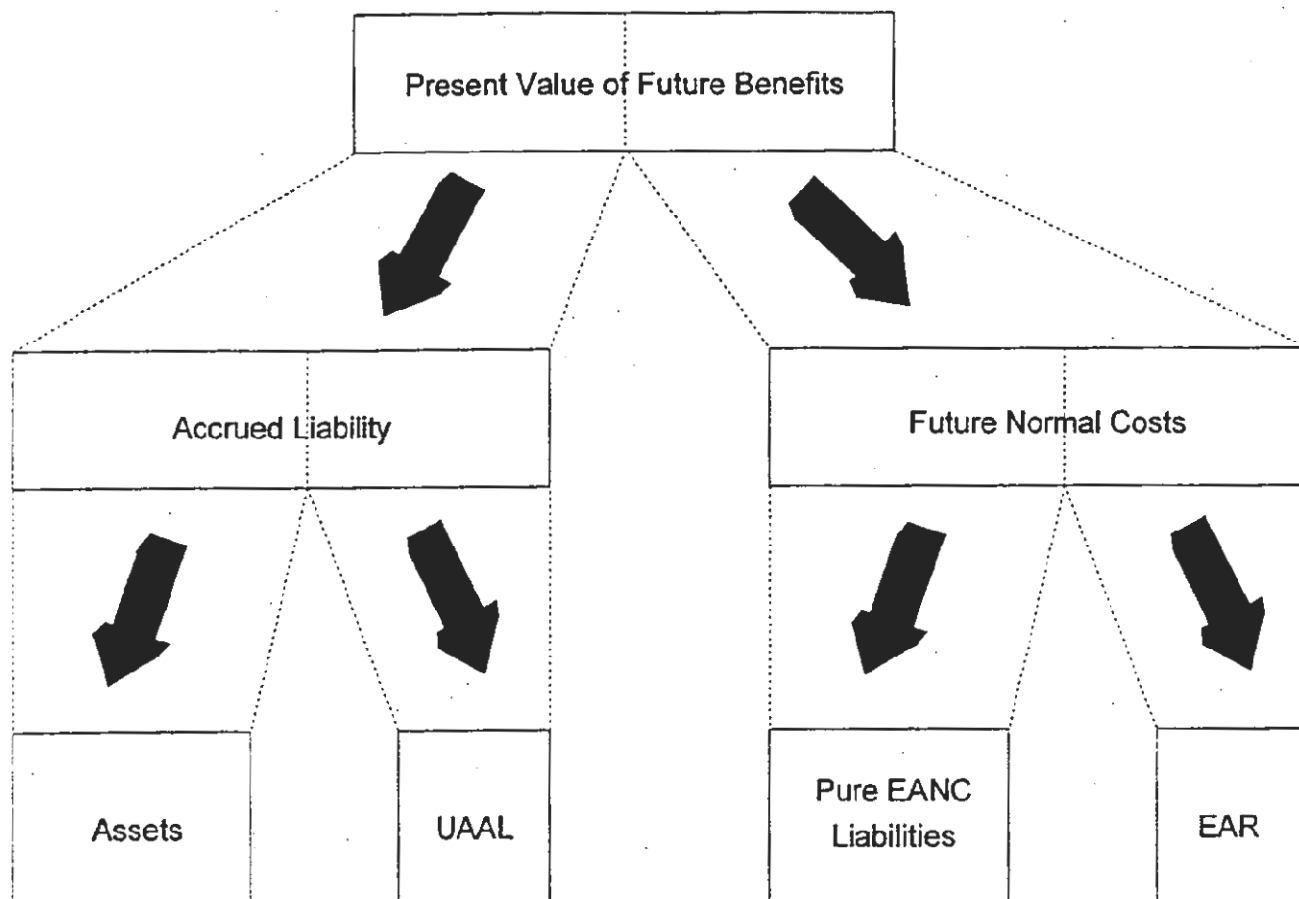 Present Value of Future Benefits
Accrued Liability
Future Normal Costs
Assets
UAAL
Pure EANC
Liabilities
EAR